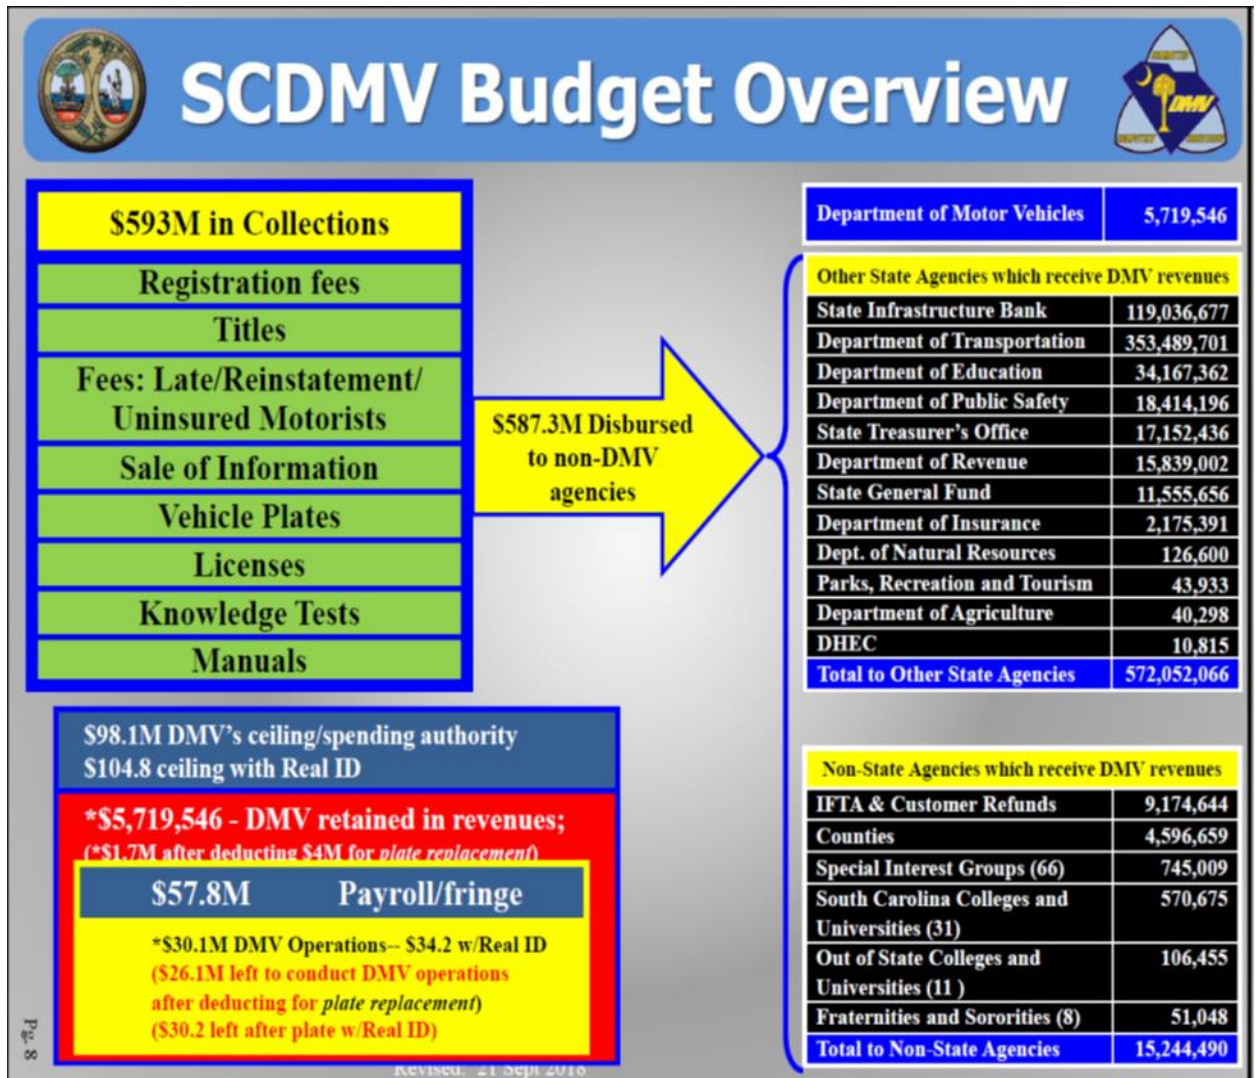 SCDMV Budget Overview
DMV
$593M in Collections
Registration fees
Titles
Fees: Late/Reinstatement/
Uninsured Motorists
Sale of Information
Vehicle Plates
Licenses
Knowledge Tests
Manuals
$587.3M Disbursed
to non-DMV
agencies
Department of Motor Vehicles 5,719,546
Other State Agencies which receive DMV revenues
State Infrastructure Bank 119,036,677
Department of Transportation 353,489,701
Department of Education 34,167,362
Department of Public Safety 18,414,196
State Treasurer's Office 17,152,436
Department of Revenue 15,839,002
State General Fund 11,555,656
Department of Insurance 2,175,391
Dept. of Natural Resources 126,600
Parks, Recreation and Tourism 43,933
Department of Agriculture 40,298
DHEC 10,815
Total to Other State Agencies 572,052,066
$98.1M DMV's ceiling/spending authority
$104.8 ceiling with Real ID
*$5,719,546 - DMV retained in revenues;
(*$1.7M after deducting $4M for plate replacement)
$57.8M Payroll/fringe
*$30.1M DMV Operations-- $34.2 w/Real ID
($26.1M left to conduct DMV operations
after deducting for plate replacement)
($30.2 left after plate w/Real ID)
Non-State Agencies which receive DMV revenues
IFTA & Customer Refunds 9,174,644
Counties 4,596,659
Special Interest Groups (66) 745,009
South Carolina Colleges and 570,675
Universities (31)
Out of State Colleges and 106,455
Universities (11 )
Fraternities and Sororities (8) 51,048
Total to Non-State Agencies 15,244,490
Pg. 8
Revised: 21 Sept 2018